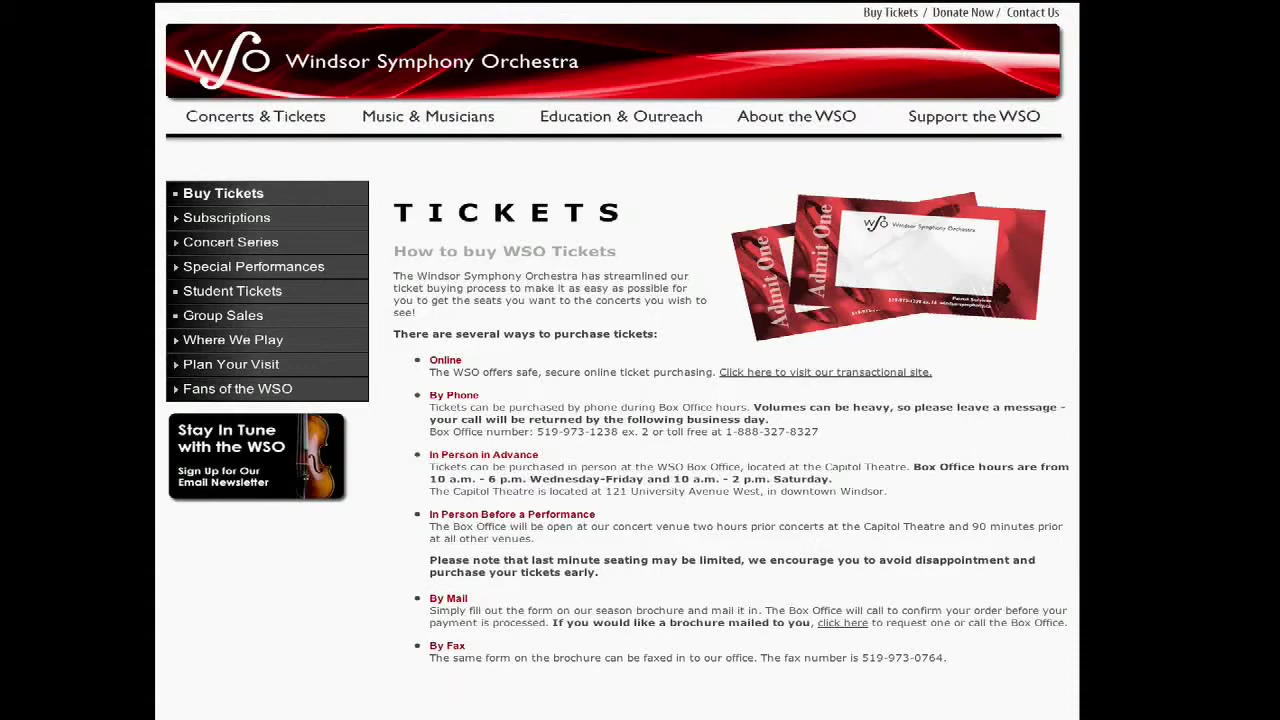 Buy Tickets / Donate Now / Contact Us
WSO Windsor Symphony Orchestra
Concerts & Tickets Music & Musicians Education & Outreach About the WSO Support the WSO
Buy Tickets
Subscriptions
Concert Series
Special Performances
Student Tickets
Group Sales
Where We Play
Plan Your Visit
Fans of the WSO
Stay In Tune
with the WSO
Sign Up for Our
Email Newsletter
TICKETS
How to buy WSO Tickets
The Windsor Symphony Orchestra has streamlined our
ticket buying process to make it as easy as possible for
you to get the seats you want to the concerts you wish to
see!
There are several ways to purchase tickets:
Admit One
Admit One
WSO Windsor Symphony Orchestra
Patron Services
519-973-1238 ex. 2 windsorsymphony.com
Online
The WSO offers safe, secure online ticket purchasing. Click here to visit our transactional site.
By Phone
Tickets can be purchased by phone during Box Office hours. Volumes can be heavy, so please leave a message -
your call will be returned by the following business day.
Box Office number: 519-973-1238 ex. 2 or toll free at 1-888-327-8327
In Person in Advance
Tickets can be purchased in person at the WSO Box Office, located at the Capitol Theatre. Box Office hours are from
10 a.m. - 6 p.m. Wednesday-Friday and 10 a.m. - 2 p.m. Saturday.
The Capitol Theatre is located at 121 University Avenue West, in downtown Windsor.
In Person Before a Performance
The Box Office will be open at our concert venue two hours prior concerts at the Capitol Theatre and 90 minutes prior
at all other venues.
Please note that last minute seating may be limited, we encourage you to avoid disappointment and
purchase your tickets early.
By Mail
Simply fill out the form on our season brochure and mail it in. The Box Office will call to confirm your order before your
payment is processed. If you would like a brochure mailed to you, click here to request one or call the Box Office.
By Fax
The same form on the brochure can be faxed in to our office. The fax number is 519-973-0764.